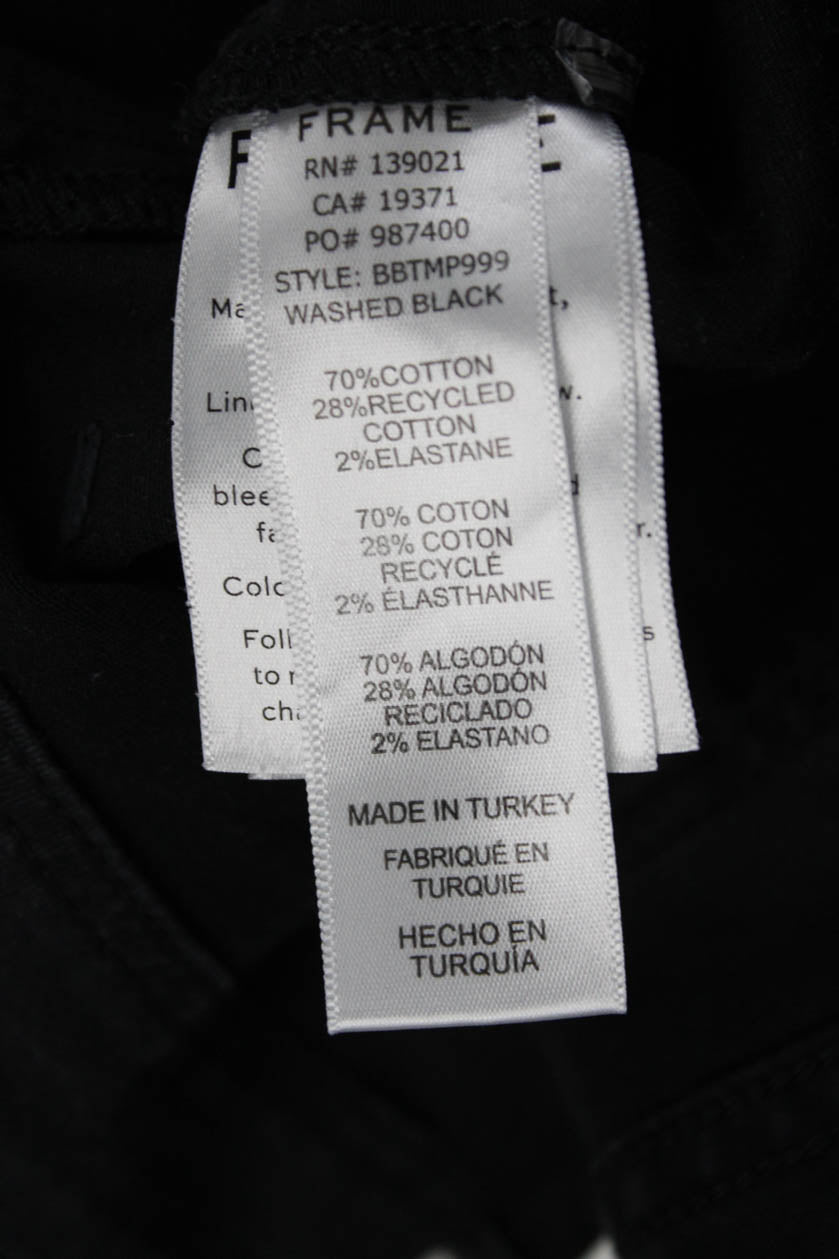 FRAME
RN# 139021
CA# 19371
PO# 987400
STYLE: BBTMP999
WASHED BLACK
70%COTTON
28%RECYCLED
COTTON
2%ELASTANE
70% COTON
28% COTON
RECYCLÉ
2% ÉLASTHANNE
70% ALGODÓN
28% ALGODÓN
RECICLADO
2% ELASTANO
MADE IN TURKEY
FABRIQUÉ EN
TURQUIE
HECHO EN
TURQUÍA
to